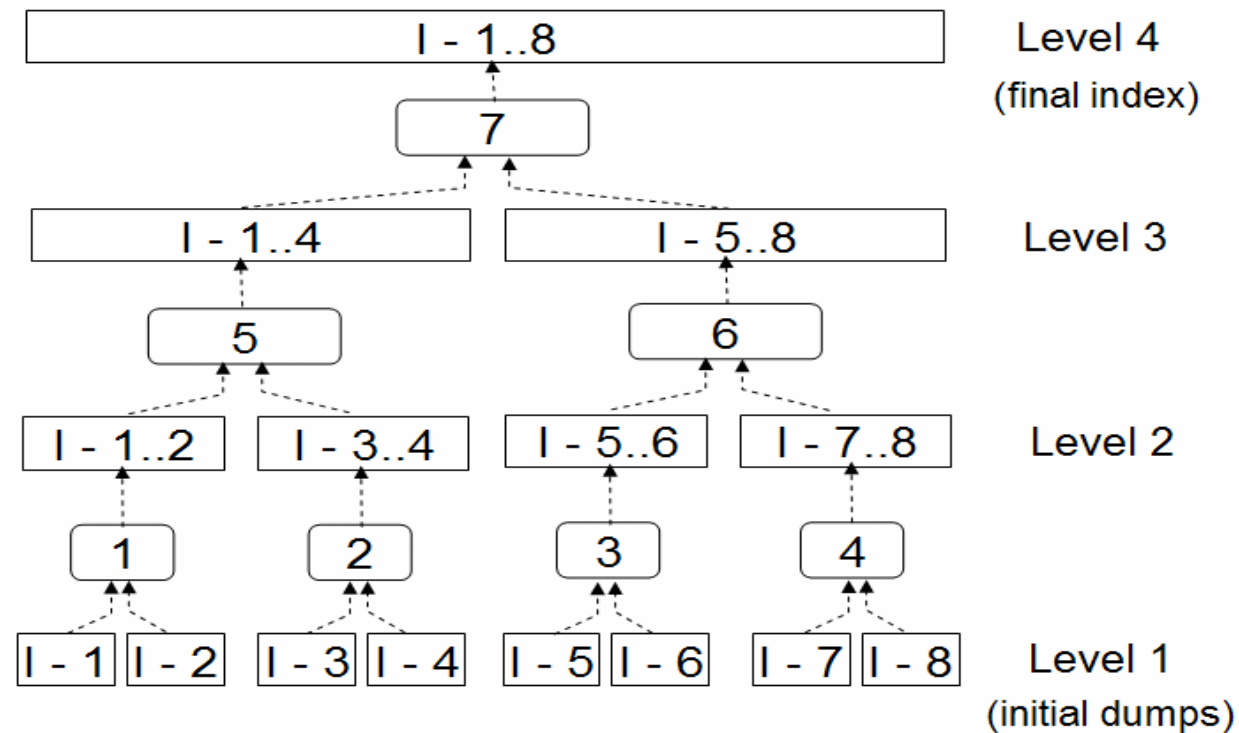 I - 1..8
Level 4
(final index)
7
I - 1..4
I - 5..8
Level 3
5
6
I - 1..2
I - 3..4
I - 5..6
I - 7..8
Level 2
1
2
3
4
I - 1
I - 2
I - 3
I - 4
I - 5
I - 6
I - 7
I - 8
Level 1
(initial dumps)